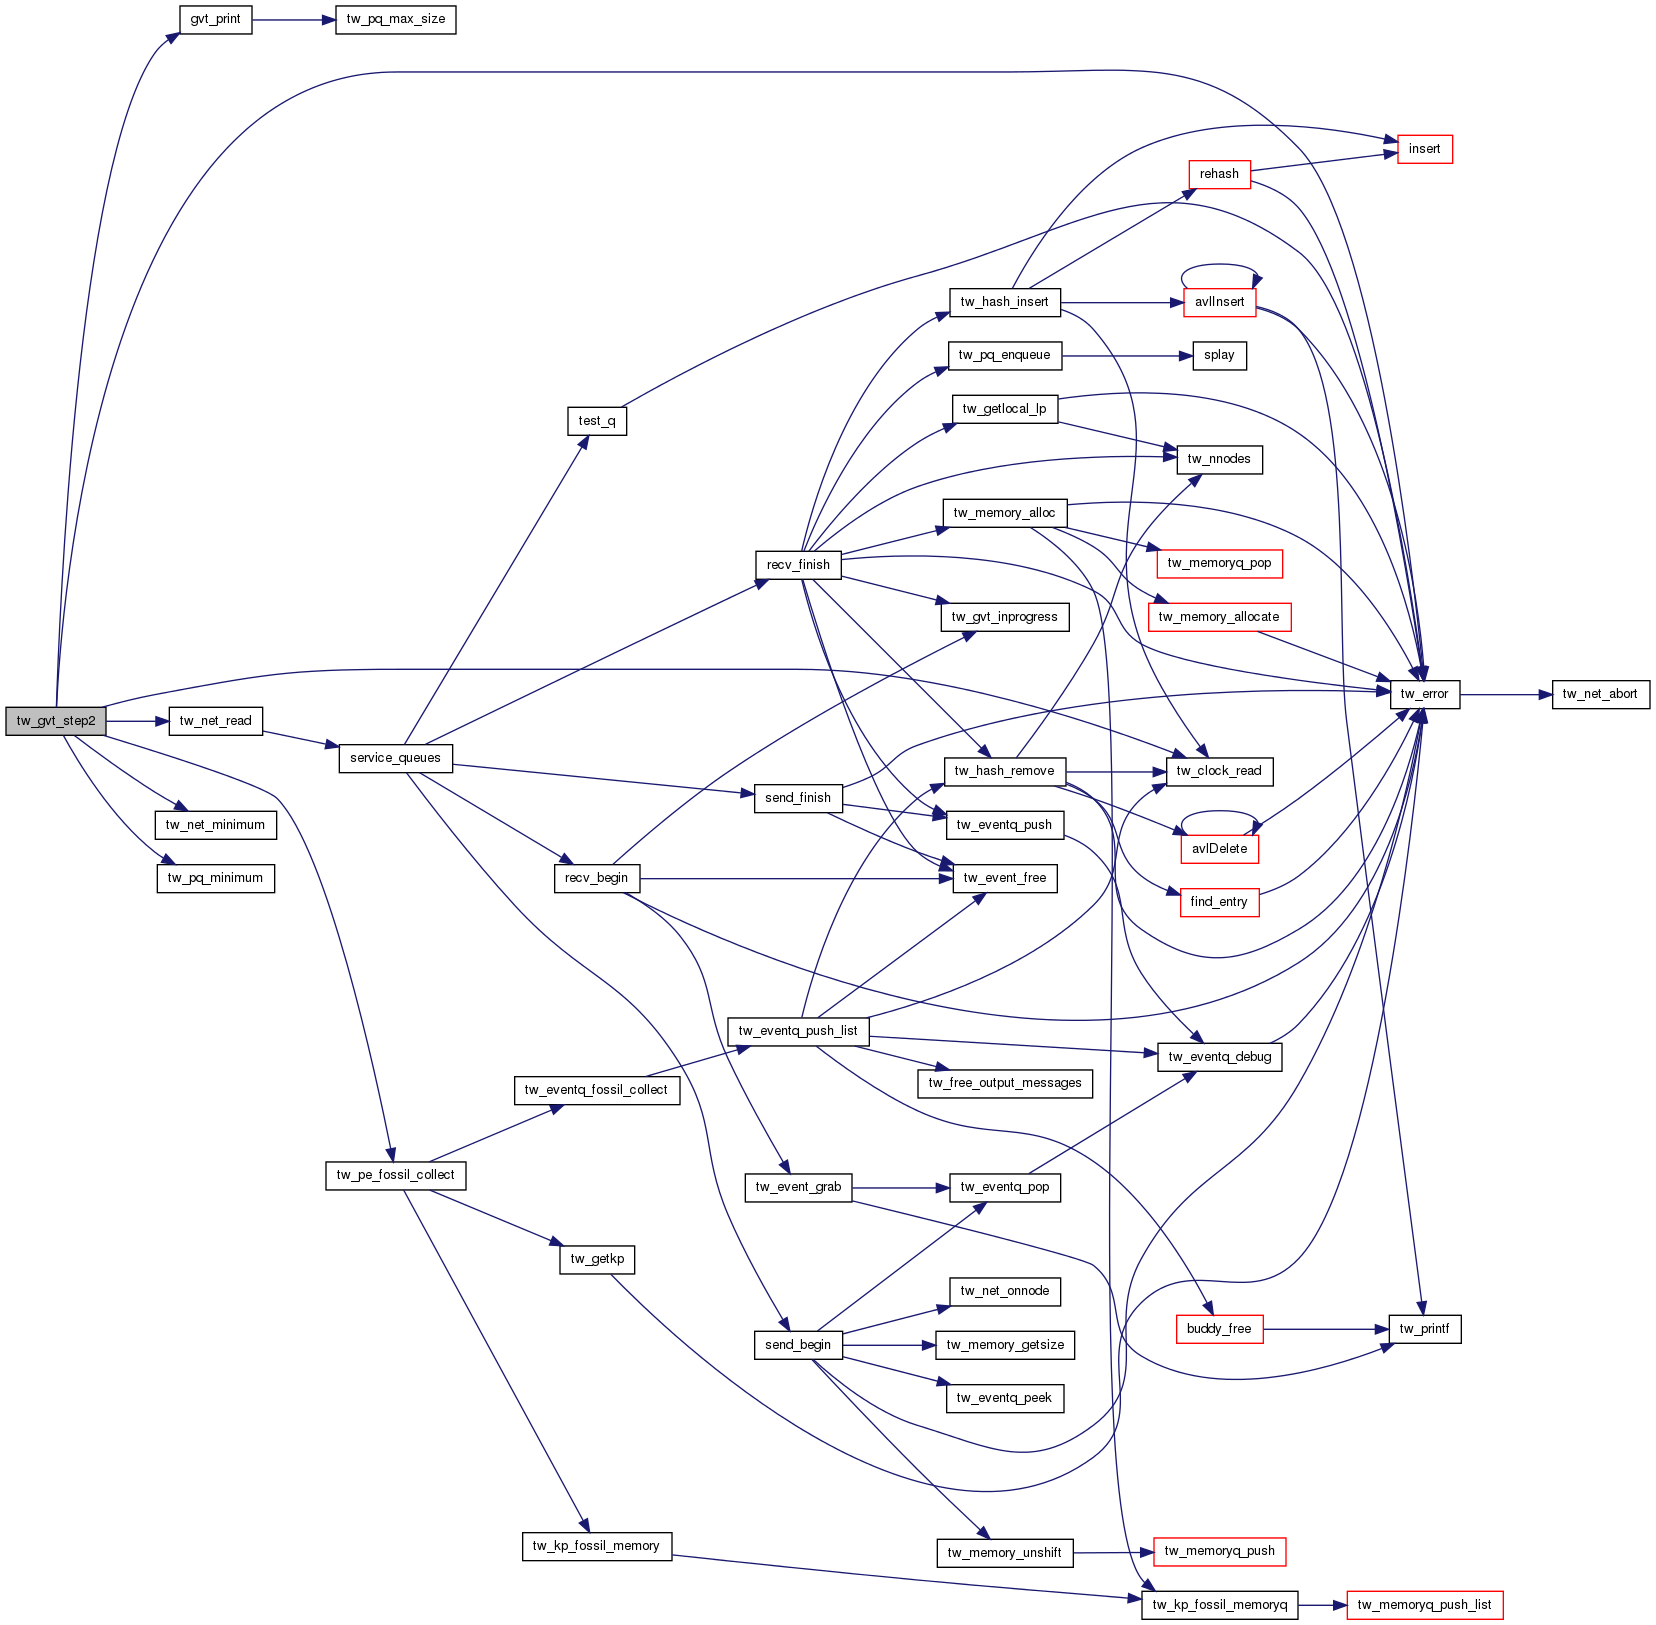 gvt_print
tw_pq_max_size
insert
rehash
tw_hash_insert
avlInsert
tw_pq_enqueue
splay
tw_getlocal_lp
test_q
tw_nnodes
tw_memory_alloc
recv_finish
tw_memoryq_pop
tw_gvt_inprogress
tw_memory_allocate
tw_error
tw_net_abort
tw_gvt_step2
tw_net_read
service_queues
tw_hash_remove
tw_clock_read
send_finish
tw_net_minimum
tw_eventq_push
avlDelete
tw_pq_minimum
recv_begin
tw_event_free
find_entry
tw_eventq_push_list
tw_eventq_debug
tw_eventq_fossil_collect
tw_free_output_messages
tw_pe_fossil_collect
tw_event_grab
tw_eventq_pop
tw_getkp
tw_net_onnode
buddy_free
tw_printf
send_begin
tw_memory_getsize
tw_eventq_peek
tw_kp_fossil_memory
tw_memory_unshift
tw_memoryq_push
tw_kp_fossil_memoryq
tw_memoryq_push_list